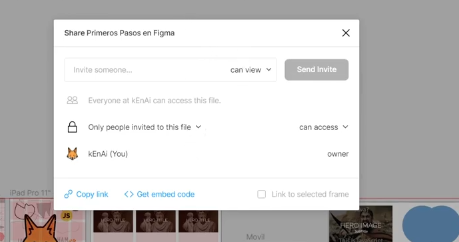 Share Primeros Pasos en Figma
Invite someone...
can view
Send Invite
Everyone at kEnAi can access this file.
Only people invited to this file
can access
kEnAi (You)
owner
Copy link
<> Get embed code
Link to selected frame
iPad Pro 11"
JS
HERO IMAGE
Movil